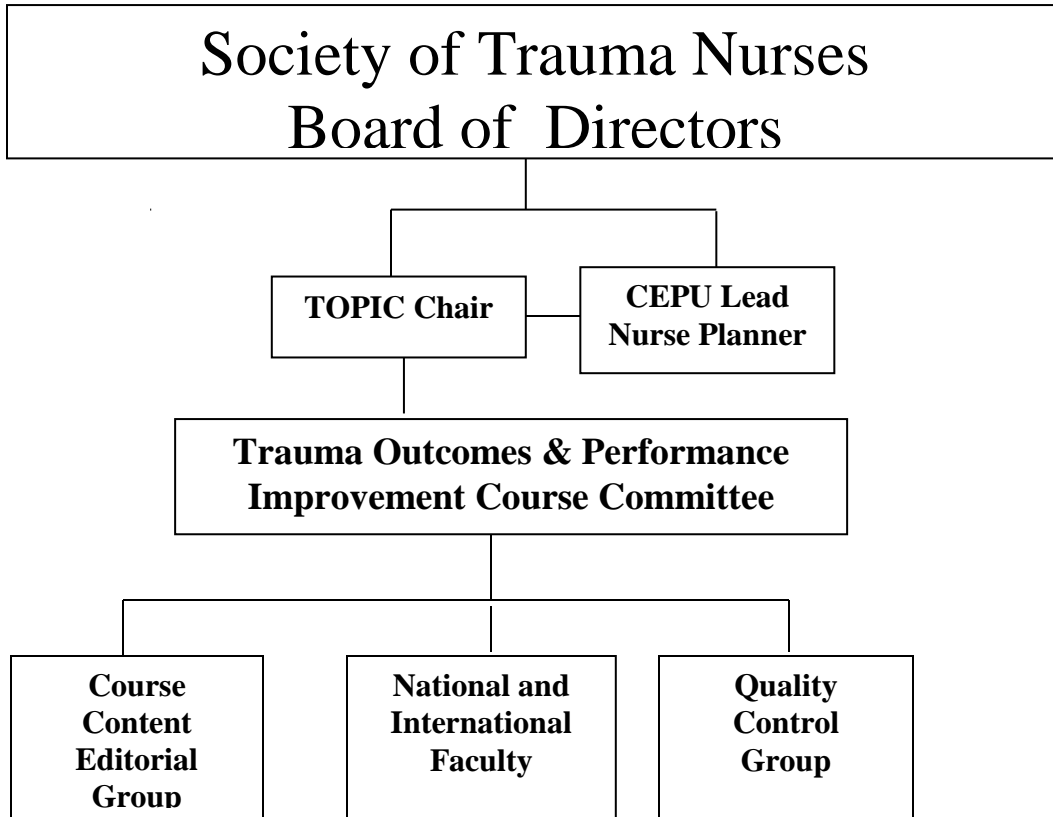 Society of Trauma Nurses
Board of Directors
TOPIC Chair
CEPU Lead
Nurse Planner
Trauma Outcomes & Performance
Improvement Course Committee
Course
Content
Editorial
Group
National and
International
Faculty
Quality
Control
Group